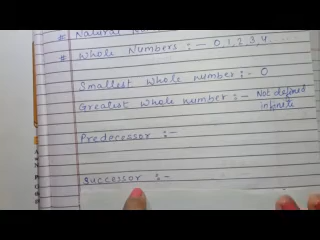 * Natural
* Whole Numbers :- 0,1,2,3,4 ....
Smallest Whole number :- 0
Greatest Whole number :- Not defined
infinite
Predecessor :-
Successor :-